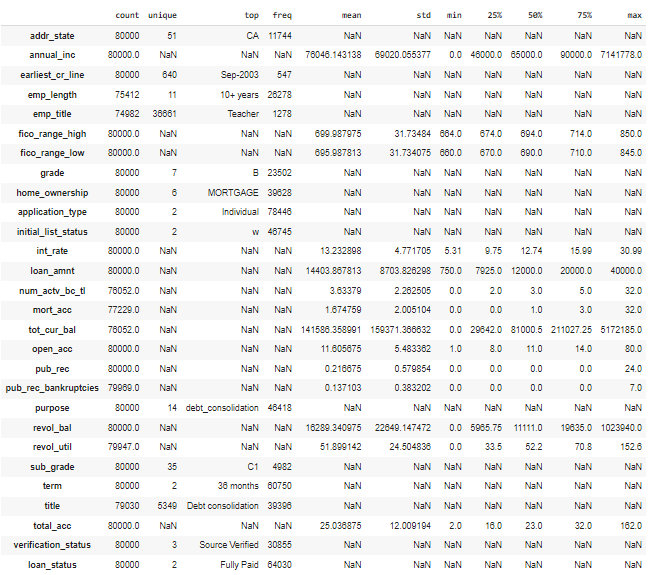 count unique top freq mean std min 25% 50% 75% max
addr_state 80000 51 CA 11744 NaN NaN NaN NaN NaN NaN NaN
annual_inc 80000.0 NaN NaN NaN 76046.143138 69020.055377 0.0 46000.0 65000.0 90000.0 7141778.0
earliest_cr_line 80000 640 Sep-2003 547 NaN NaN NaN NaN NaN NaN NaN
emp_length 75412 11 10+ years 26278 NaN NaN NaN NaN NaN NaN NaN
emp_title 74982 36661 Teacher 1278 NaN NaN NaN NaN NaN NaN NaN
fico_range_high 80000.0 NaN NaN NaN 699.987975 31.73484 664.0 674.0 694.0 714.0 850.0
fico_range_low 80000.0 NaN NaN NaN 695.987813 31.734075 660.0 670.0 690.0 710.0 845.0
grade 80000 7 B 23502 NaN NaN NaN NaN NaN NaN NaN
home_ownership 80000 6 MORTGAGE 39628 NaN NaN NaN NaN NaN NaN NaN
application_type 80000 2 Individual 78446 NaN NaN NaN NaN NaN NaN NaN
initial_list_status 80000 2 w 46745 NaN NaN NaN NaN NaN NaN NaN
int_rate 80000.0 NaN NaN NaN 13.232898 4.771705 5.31 9.75 12.74 15.99 30.99
loan_amnt 80000.0 NaN NaN NaN 14403.867813 8703.826298 750.0 7925.0 12000.0 20000.0 40000.0
num_actv_bc_tl 76052.0 NaN NaN NaN 3.63379 2.262505 0.0 2.0 3.0 5.0 32.0
mort_acc 77229.0 NaN NaN NaN 1.674759 2.005104 0.0 0.0 1.0 3.0 32.0
tot_cur_bal 76052.0 NaN NaN NaN 141586.358991 159371.366632 0.0 29642.0 81000.5 211027.25 5172185.0
open_acc 80000.0 NaN NaN NaN 11.605675 5.483362 1.0 8.0 11.0 14.0 80.0
pub_rec 80000.0 NaN NaN NaN 0.216675 0.579854 0.0 0.0 0.0 0.0 24.0
pub_rec_bankruptcies 79969.0 NaN NaN NaN 0.137103 0.383202 0.0 0.0 0.0 0.0 7.0
purpose 80000 14 debt_consolidation 46418 NaN NaN NaN NaN NaN NaN NaN
revol_bal 80000.0 NaN NaN NaN 16289.340975 22649.147472 0.0 5965.75 11111.0 19635.0 1023940.0
revol_util 79947.0 NaN NaN NaN 51.899142 24.504836 0.0 33.5 52.2 70.8 152.6
sub_grade 80000 35 C1 4982 NaN NaN NaN NaN NaN NaN NaN
term 80000 2 36 months 60750 NaN NaN NaN NaN NaN NaN NaN
title 79030 5349 Debt consolidation 39396 NaN NaN NaN NaN NaN NaN NaN
total_acc 80000.0 NaN NaN NaN 25.036875 12.009194 2.0 16.0 23.0 32.0 162.0
verification_status 80000 3 Source Verified 30855 NaN NaN NaN NaN NaN NaN NaN
loan_status 80000 2 Fully Paid 64030 NaN NaN NaN NaN NaN NaN NaN